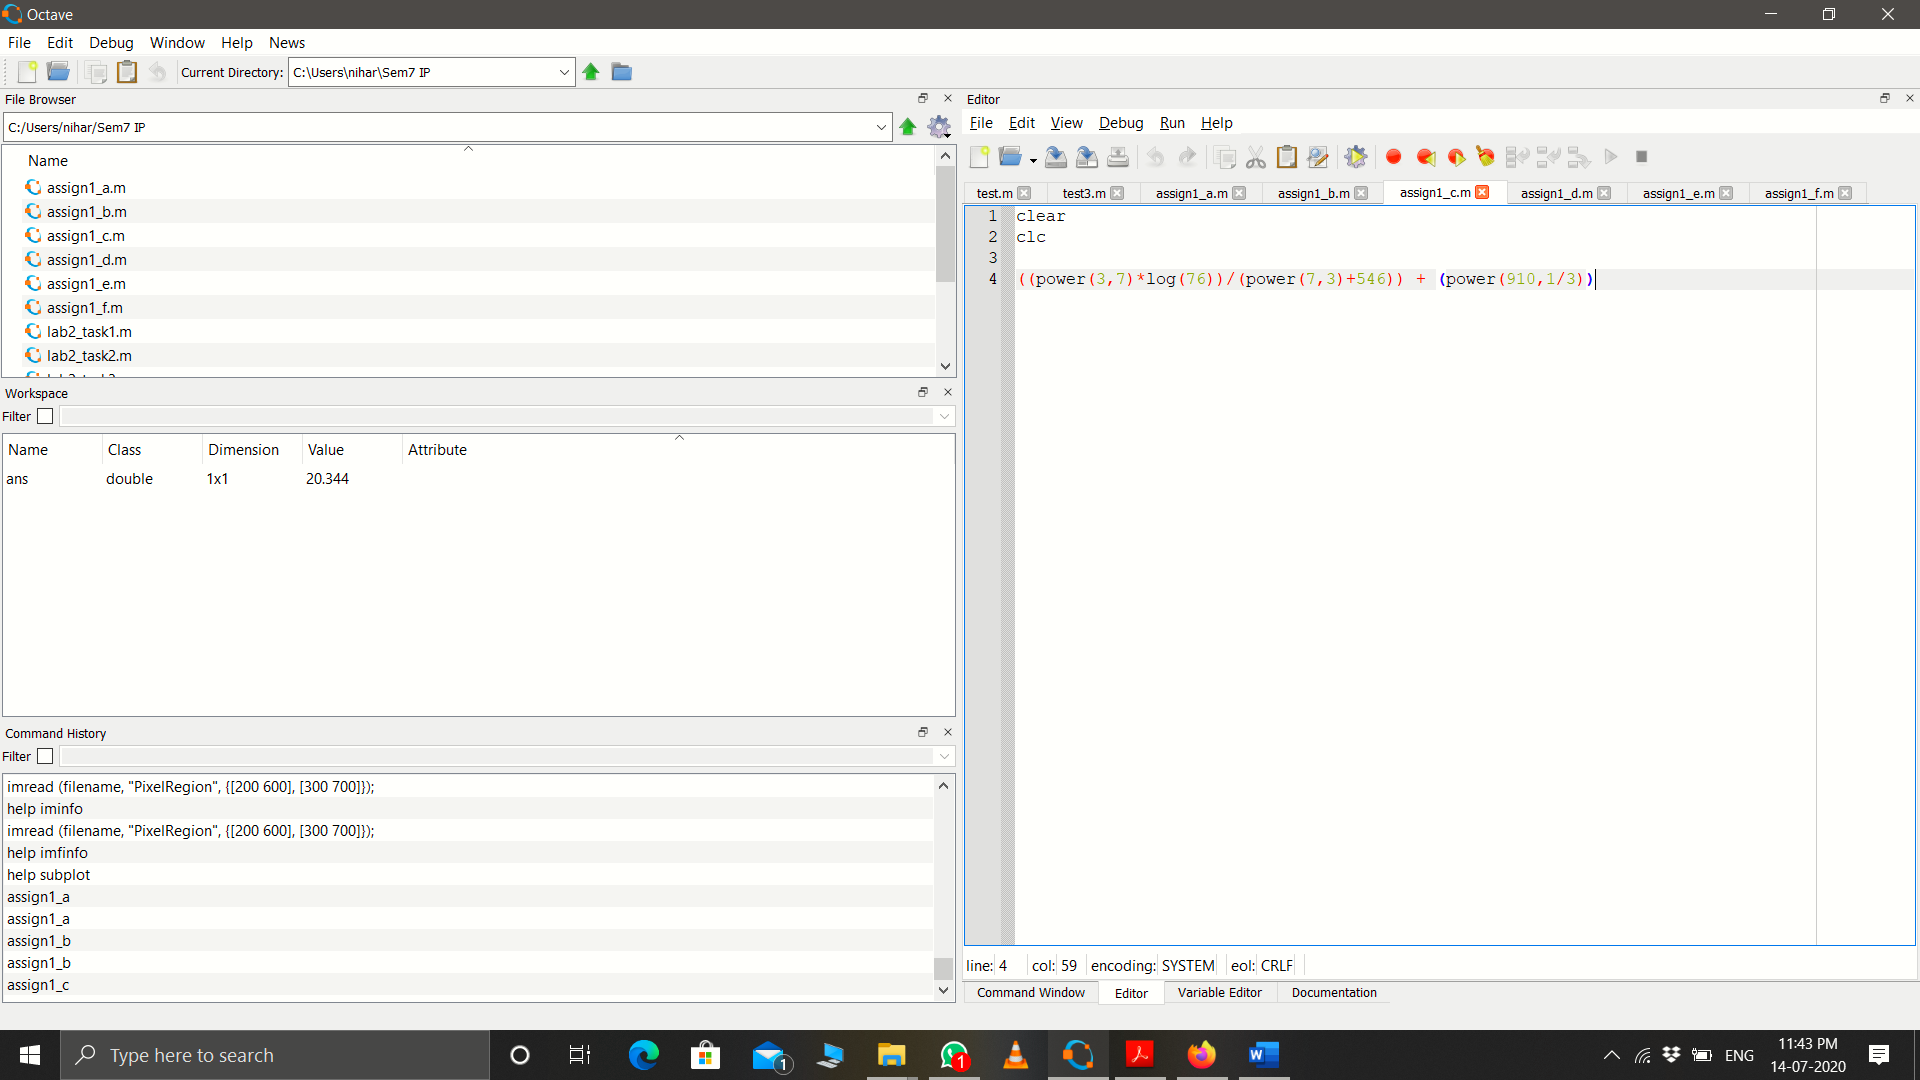 Octave
File Edit Debug Window Help News
Current Directory: C:\Users\nihar\Sem7 IP
File Browser
C:/Users/nihar/Sem7 IP
Name
assign1_a.m
assign1_b.m
assign1_c.m
assign1_d.m
assign1_e.m
assign1_f.m
lab2_task1.m
lab2_task2.m
Workspace
Filter
Name Class Dimension Value Attribute
ans double 1x1 20.344
Command History
Filter
imread (filename, "PixelRegion", {[200 600], [300 700]});
help iminfo
imread (filename, "PixelRegion", {[200 600], [300 700]});
help imfinfo
help subplot
assign1_a
assign1_a
assign1_b
assign1_b
assign1_c
Editor
File Edit View Debug Run Help
test.m test3.m assign1_a.m assign1_b.m assign1_c.m assign1_d.m assign1_e.m assign1_f.m
1 clear
2 clc
3
4 ((power(3,7)*log(76))/(power(7,3)+546)) + (power(910,1/3))
line: 4 col: 59 encoding: SYSTEM eol: CRLF
Command Window Editor Variable Editor Documentation
Type here to search
1
1
ENG
11:43 PM
14-07-2020